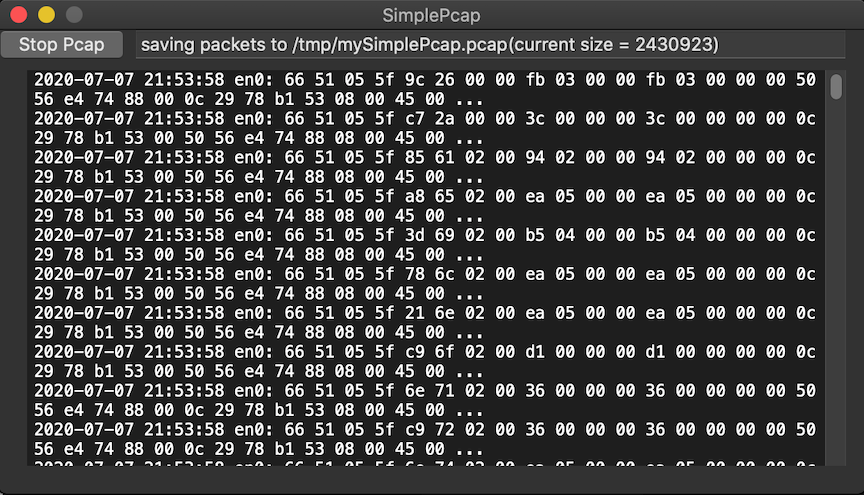 SimplePcap
Stop Pcap
saving packets to /tmp/mySimplePcap.pcap(current size = 2430923)
2020-07-07 21:53:58 en0: 66 51 05 5f 9c 26 00 00 fb 03 00 00 fb 03 00 00 00 50
56 e4 74 88 00 0c 29 78 b1 53 08 00 45 00 ...
2020-07-07 21:53:58 en0: 66 51 05 5f c7 2a 00 00 3c 00 00 00 3c 00 00 00 00 0c
29 78 b1 53 00 50 56 e4 74 88 08 00 45 00 ...
2020-07-07 21:53:58 en0: 66 51 05 5f 85 61 02 00 94 02 00 00 94 02 00 00 00 0c
29 78 b1 53 00 50 56 e4 74 88 08 00 45 00 ...
2020-07-07 21:53:58 en0: 66 51 05 5f a8 65 02 00 ea 05 00 00 ea 05 00 00 00 0c
29 78 b1 53 00 50 56 e4 74 88 08 00 45 00 ...
2020-07-07 21:53:58 en0: 66 51 05 5f 3d 69 02 00 b5 04 00 00 b5 04 00 00 00 0c
29 78 b1 53 00 50 56 e4 74 88 08 00 45 00 ...
2020-07-07 21:53:58 en0: 66 51 05 5f 78 6c 02 00 ea 05 00 00 ea 05 00 00 00 0c
29 78 b1 53 00 50 56 e4 74 88 08 00 45 00 ...
2020-07-07 21:53:58 en0: 66 51 05 5f 21 6e 02 00 ea 05 00 00 ea 05 00 00 00 0c
29 78 b1 53 00 50 56 e4 74 88 08 00 45 00 ...
2020-07-07 21:53:58 en0: 66 51 05 5f c9 6f 02 00 d1 00 00 00 d1 00 00 00 00 0c
29 78 b1 53 00 50 56 e4 74 88 08 00 45 00 ...
2020-07-07 21:53:58 en0: 66 51 05 5f 6e 71 02 00 36 00 00 00 36 00 00 00 00 50
56 e4 74 88 00 0c 29 78 b1 53 08 00 45 00 ...
2020-07-07 21:53:58 en0: 66 51 05 5f c9 72 02 00 36 00 00 00 36 00 00 00 00 50
56 e4 74 88 00 0c 29 78 b1 53 08 00 45 00 ...